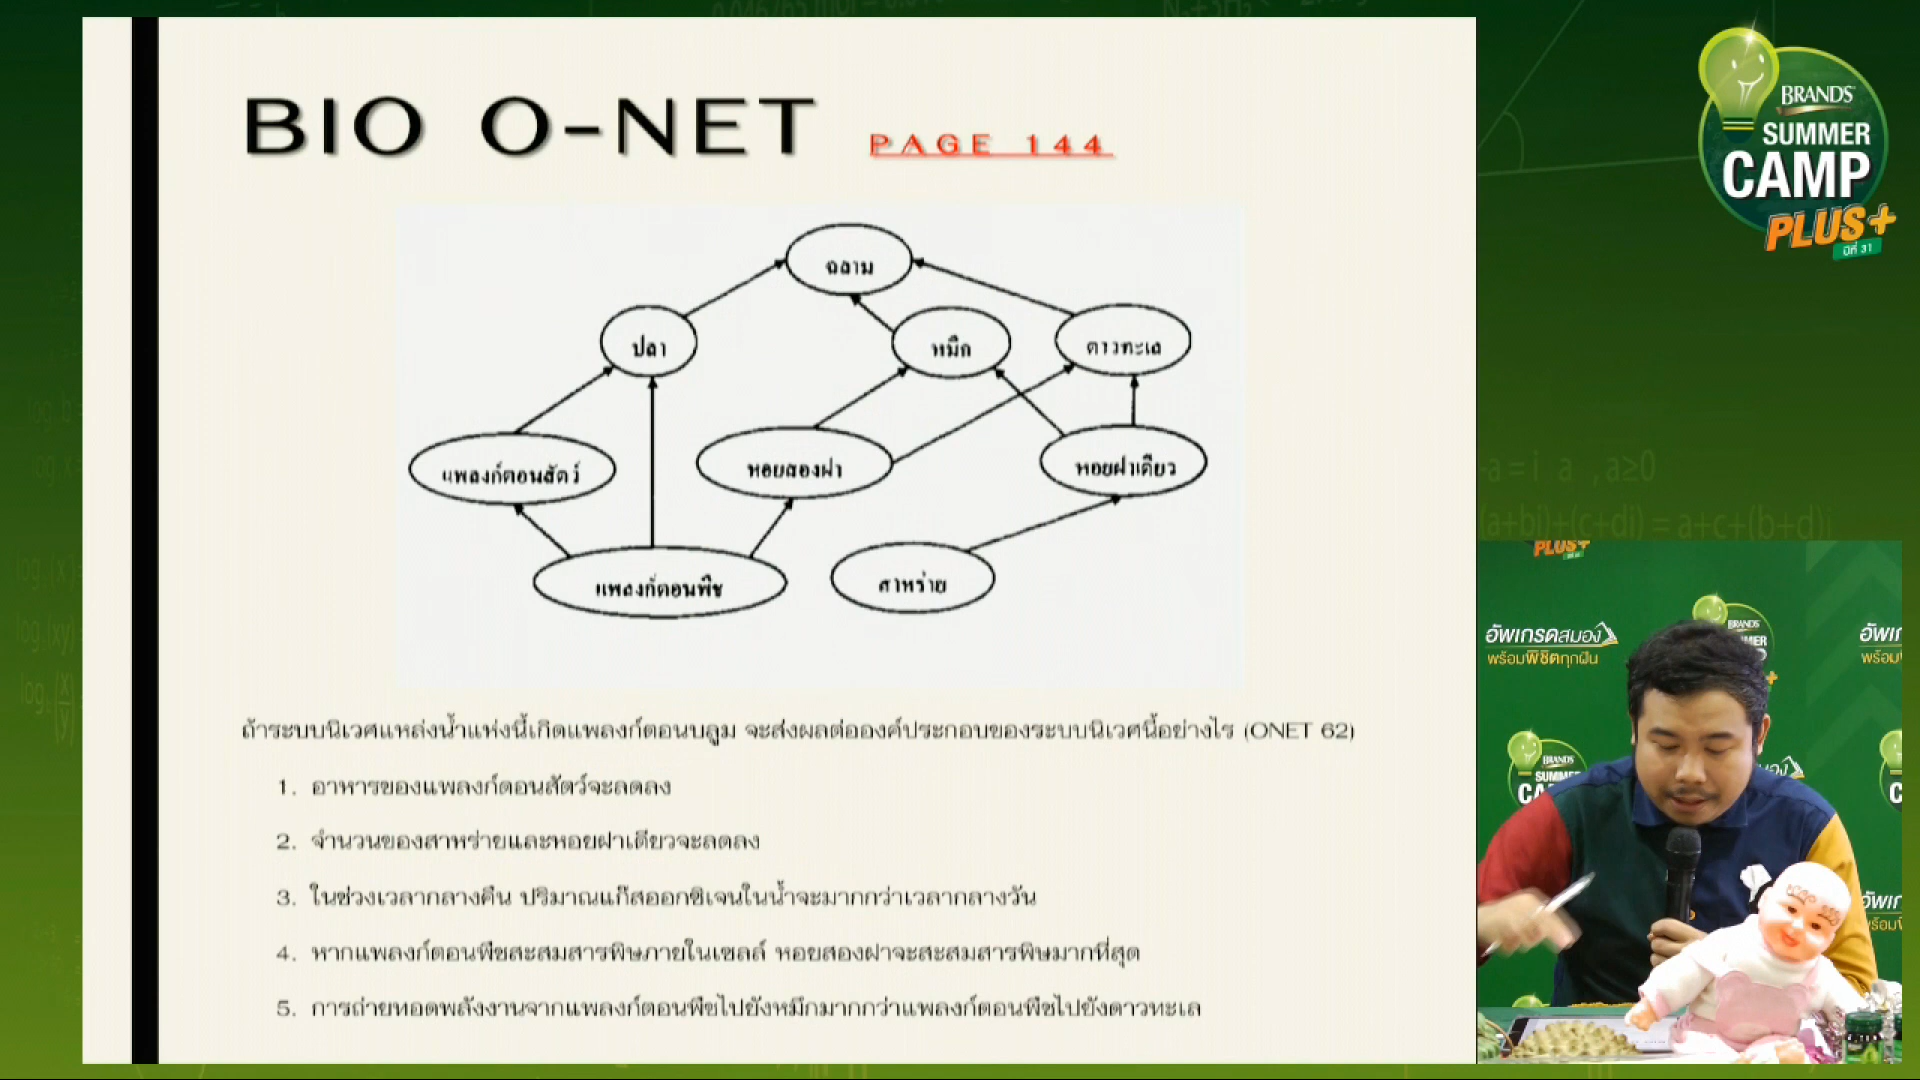 BIO O-NET PAGE 144
ฉลาม
ปลา
หมึก
ดาวทะเล
แพลงก์ตอนสัตว์
หอยสองฝา
หอยฝาเดียว
แพลงก์ตอนพืช
สาหร่าย
ถ้าระบบนิเวศแหล่งน้ำแห่งนี้เกิดแพลงก์ตอนบลูม จะส่งผลต่อองค์ประกอบของระบบนิเวศนี้อย่างไร (ONET 62)
1. อาหารของแพลงก์ตอนสัตว์จะลดลง
2. จำนวนของสาหร่ายและหอยฝาเดียวจะลดลง
3. ในช่วงเวลากลางคืน ปริมาณแก๊สออกซิเจนในน้ำจะมากกว่าเวลากลางวัน
4. หากแพลงก์ตอนพืชสะสมสารพิษภายในเซลล์ หอยสองฝาจะสะสมสารพิษมากที่สุด
5. การถ่ายทอดพลังงานจากแพลงก์ตอนพืชไปยังหมึกมากกว่าแพลงก์ตอนพืชไปยังดาวทะเล
BRAND'S
SUMMER
CAMP
PLUS+
ปีที่ 31
-a = i a , a≥0
(a+bi)+(c+di) = a+c+(b+d)i
PLUS+
อัพเกรดสมอง
พร้อมพิชิตทุกฝัน
BRANDS